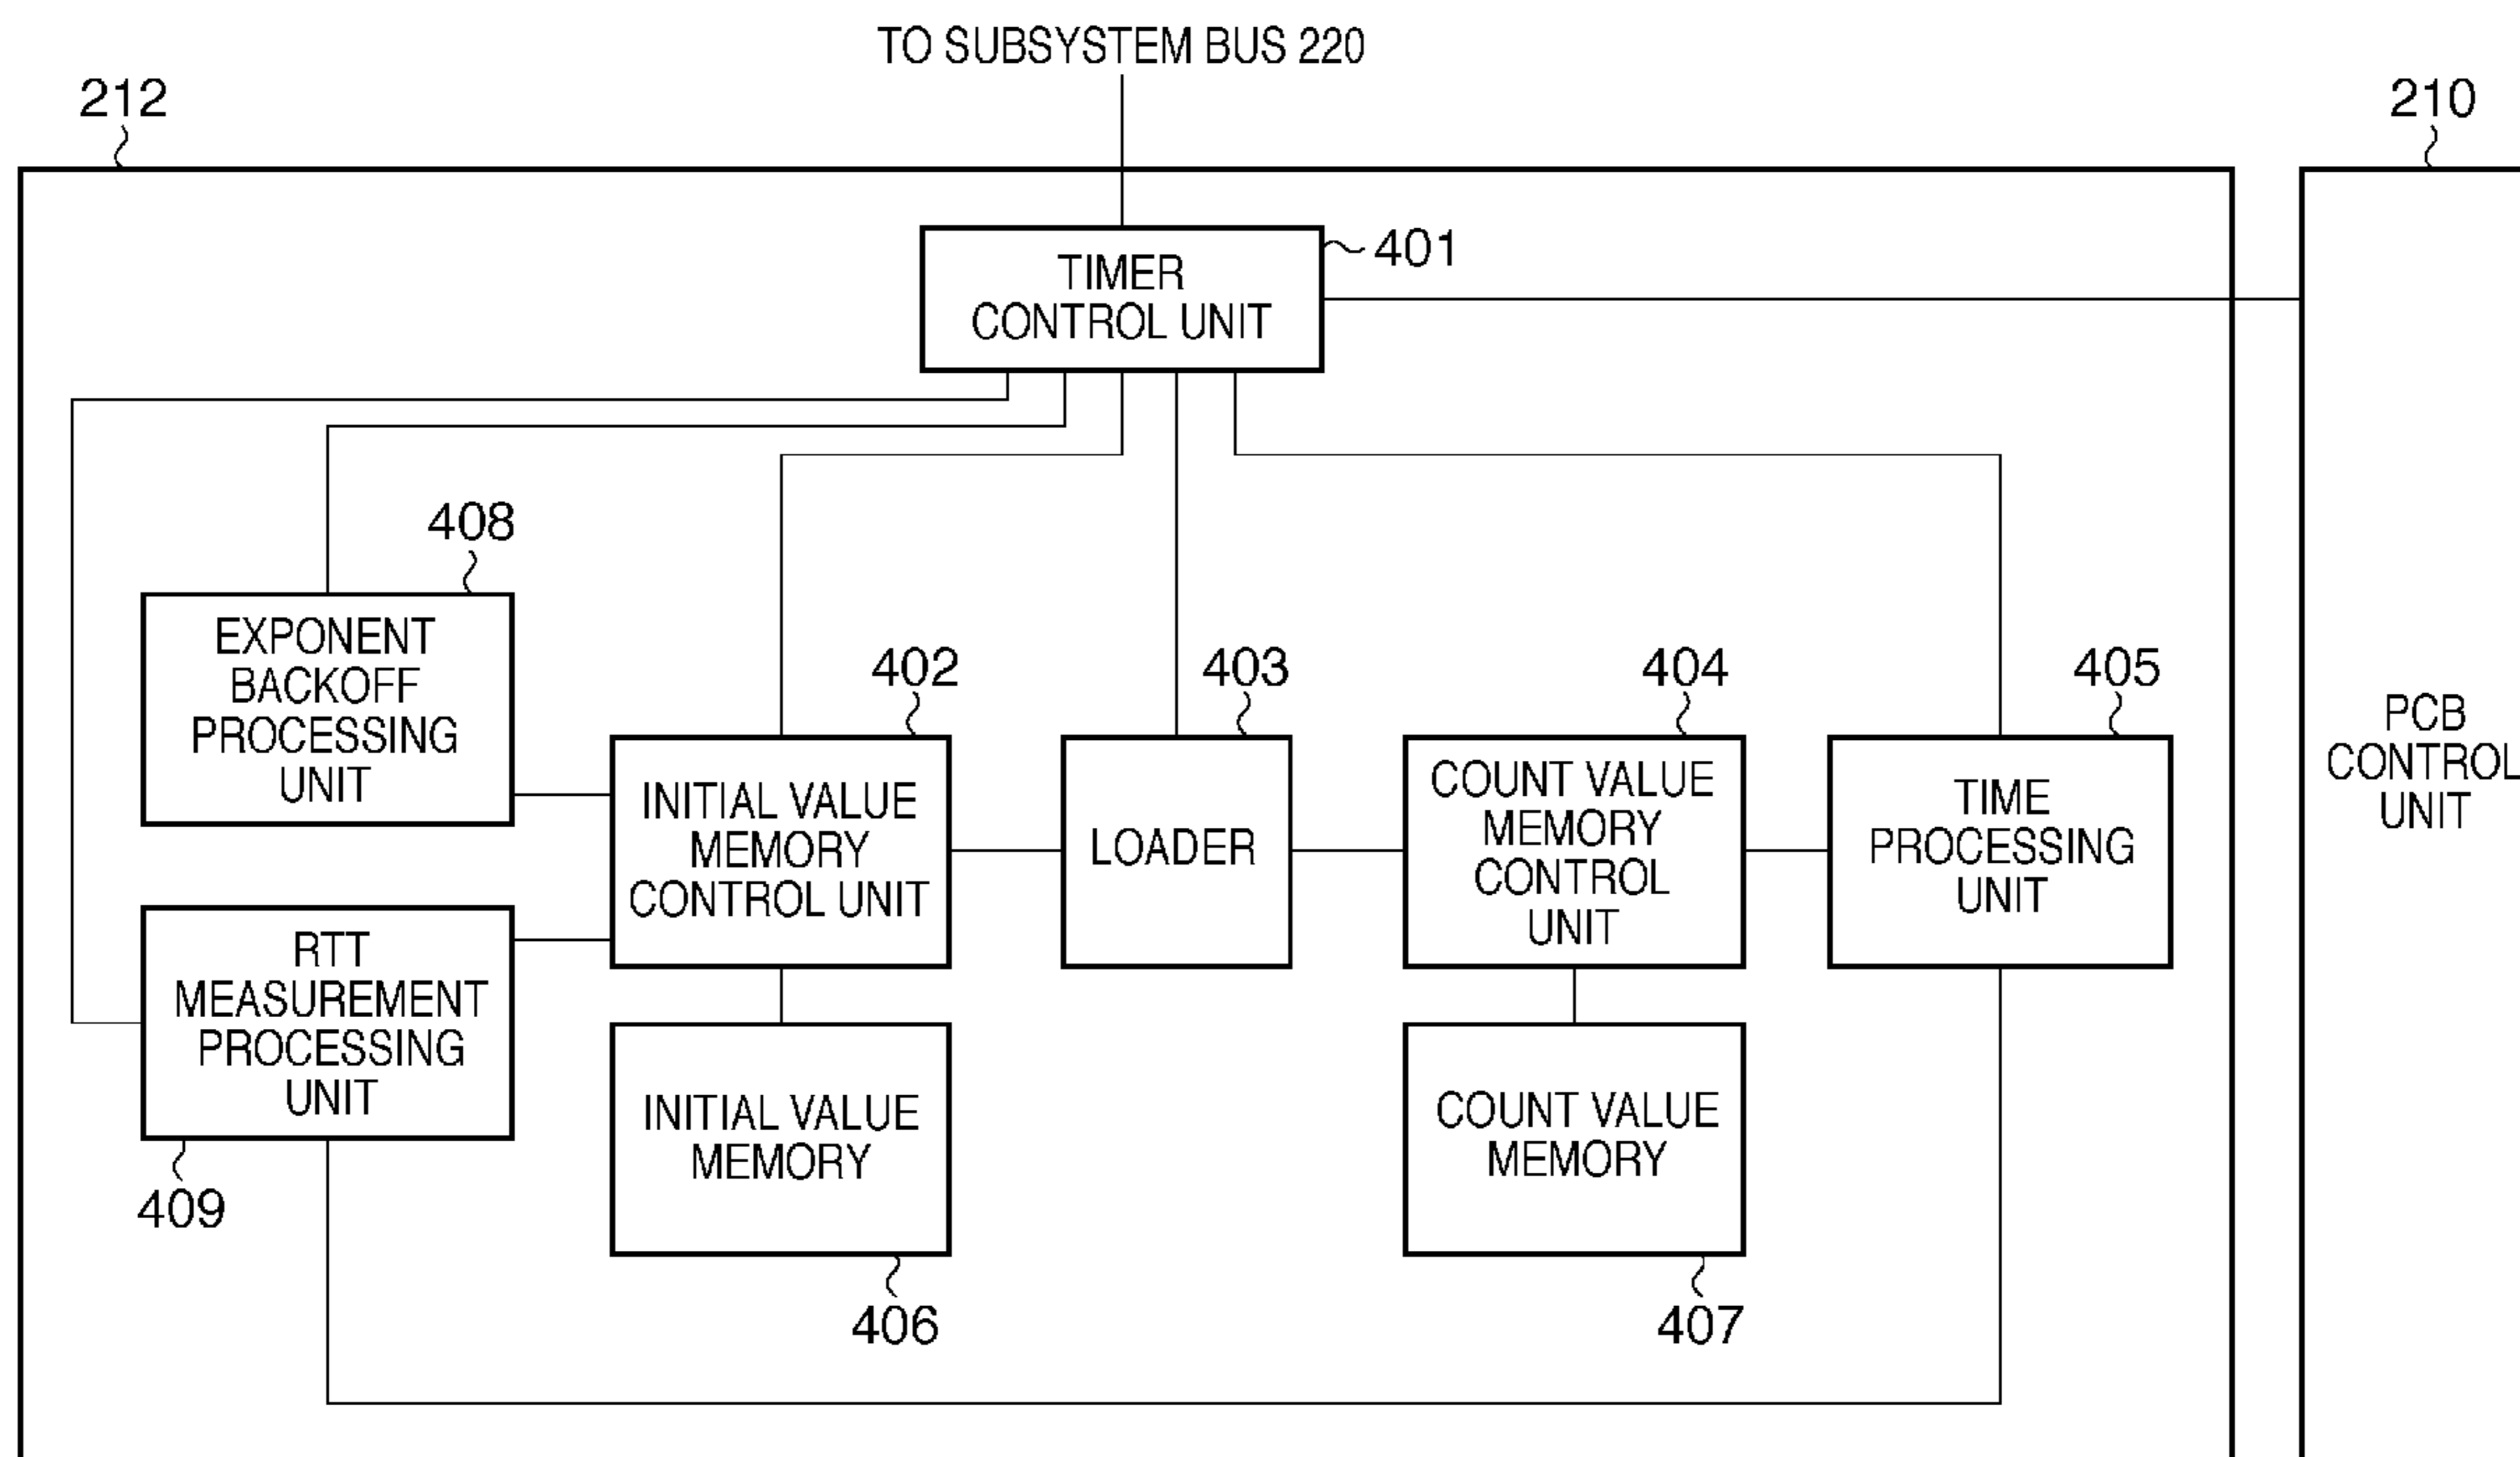 TO SUBSYSTEM BUS 220
212
210
TIMER
CONTROL UNIT
401
408
EXPONENT
BACKOFF
PROCESSING
UNIT
402
403
404
405
INITIAL VALUE
MEMORY
CONTROL UNIT
LOADER
COUNT VALUE
MEMORY
CONTROL
UNIT
TIME
PROCESSING
UNIT
PCB
CONTROL
UNIT
RTT
MEASUREMENT
PROCESSING
UNIT
409
INITIAL VALUE
MEMORY
406
COUNT VALUE
MEMORY
407